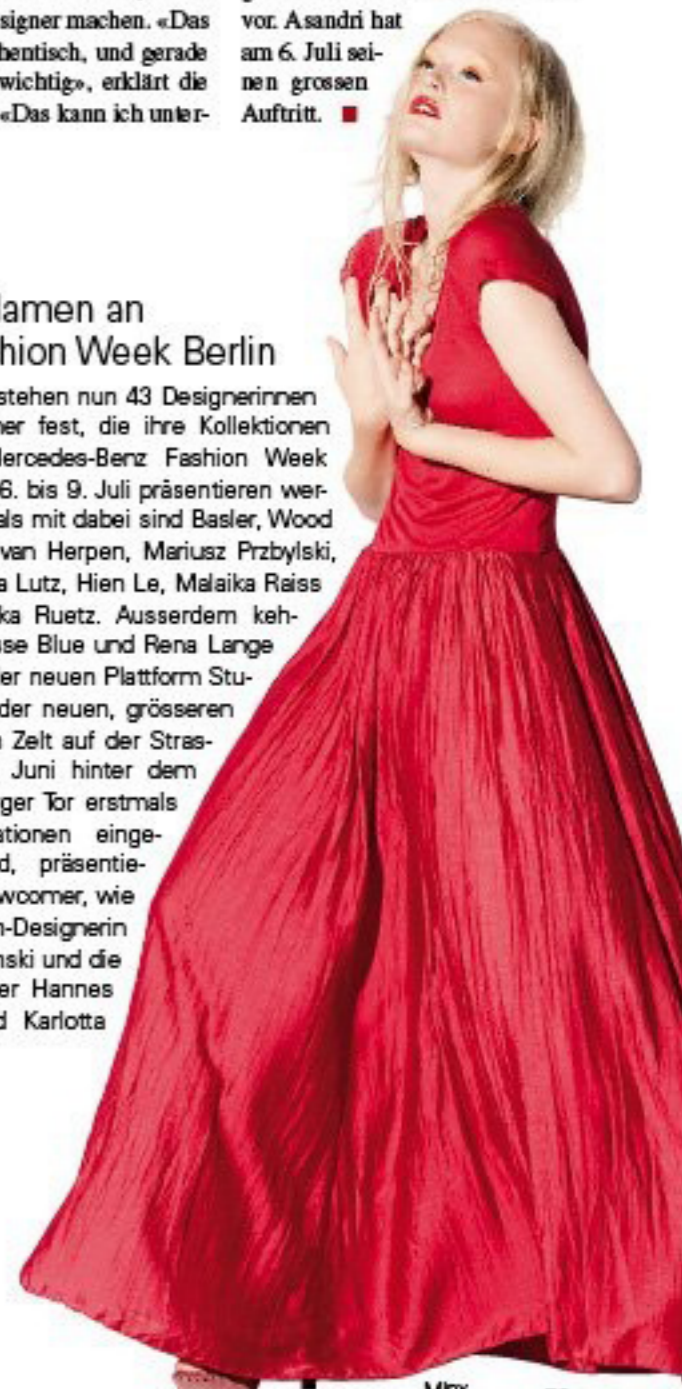 signer machen. «Das
hentisch, und gerade
wichtig», erklärt die
«Das kann ich unter-
vor. Asandri hat
am 6. Juli sei-
nen grossen
Auftritt.
amen an
hion Week Berlin
stehen nun 43 Designerinnen
ner fest, die ihre Kollektionen
Mercedes-Benz Fashion Week
6. bis 9. Juli präsentieren wer-
als mit dabei sind Basler, Wood
van Herpen, Mariusz Przbylski,
a Lutz, Hien Le, Malaika Raiss
ka Ruetz. Ausserdem keh-
sse Blue und Rena Lange
er neuen Plattform Stu-
der neuen, grösseren
Zelt auf der Stras-
Juni hinter dem
ger Tor erstmals
ationen einge-
d, präsentie-
wcomer, wie
n-Designerin
nski und die
er Hannes
d Karlotta